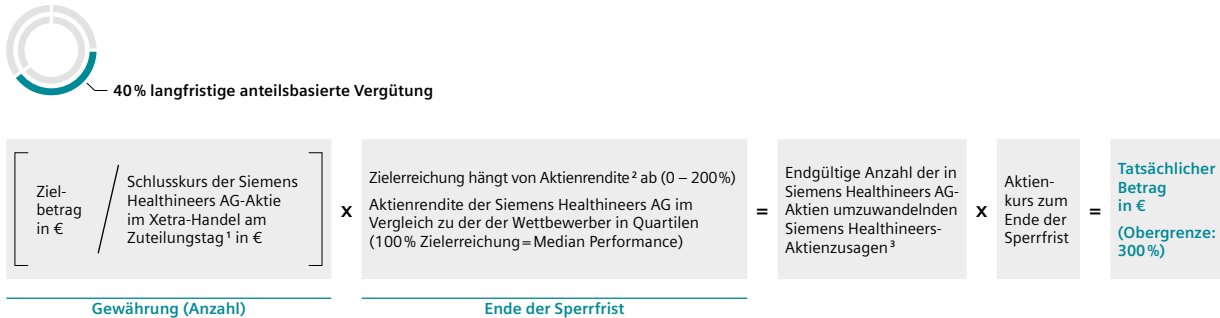 40 % langfristige anteilsbasierte Vergütung
Ziel-
betrag
in €
/
Schlusskurs der Siemens
Healthineers AG-Aktie
im Xetra-Handel am
Zuteilungstag¹ in €
x
Zielerreichung hängt von Aktienrendite² ab (0 – 200 %)
Aktienrendite der Siemens Healthineers AG im
Vergleich zu der der Wettbewerber in Quartilen
(100 % Zielerreichung = Median Performance)
=
Endgültige Anzahl der in
Siemens Healthineers AG-
Aktien umzuwandelnden
Siemens Healthineers-
Aktienzusagen³
x
Aktien-
kurs zum
Ende der
Sperrfrist
=
Tatsächlicher
Betrag
in €
(Obergrenze:
300 %)
Gewährung (Anzahl)
Ende der Sperrfrist